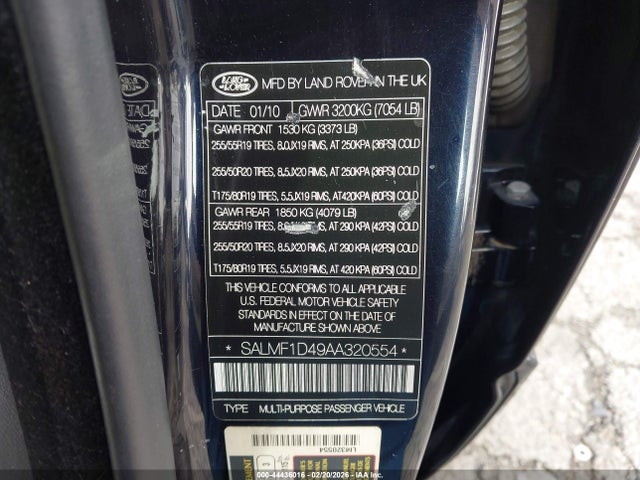 LAND ROVER
MFD BY LAND ROVER IN THE UK
DATE 01/10 GWR 3200KG (7054 LB)
GAWR FRONT 1530 KG (3373 LB)
255/55R19 TIRES, 8.0JX19 RIMS, AT 250KPA (36PSI) COLD
255/50R20 TIRES, 8.5JX20 RIMS, AT 250KPA (36PSI) COLD
T175/80R19 TIRES, 5.5JX19 RIMS, AT 420KPA (60PSI) COLD
GAWR REAR 1850 KG (4079 LB)
255/55R19 TIRES, RIMS, AT 290 KPA (42PSI) COLD
255/50R20 TIRES, 8.5JX20 RIMS, AT 290 KPA (42PSI) COLD
T175/80R19 TIRES, 5.5JX19 RIMS, AT 420 KPA (60PSI) COLD
THIS VEHICLE CONFORMS TO ALL APPLICABLE
U.S. FEDERAL MOTOR VEHICLE SAFETY
STANDARDS IN EFFECT ON THE DATE OF
MANUFACTURE SHOWN ABOVE
* SALMF1D49AA320554 *
TYPE MULTI-PURPOSE PASSENGER VEHICLE
LM320554
000-44436016 - 02/20/2026 - IAAI.COM